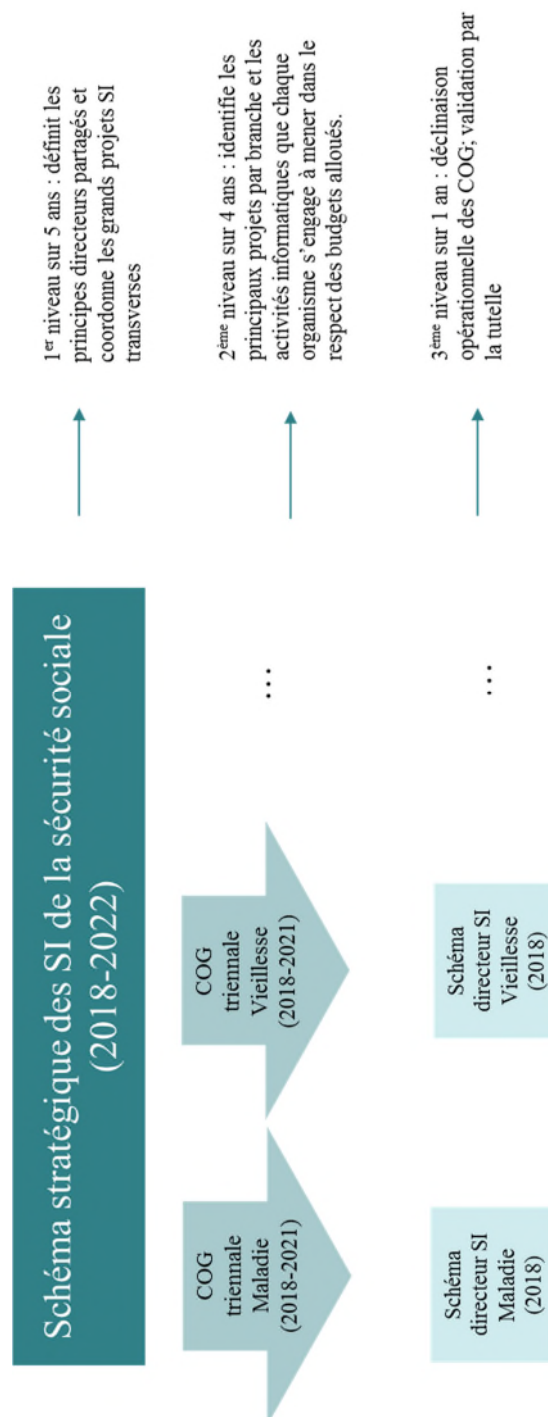 Schéma stratégique des SI de la sécurité sociale
(2018-2022)
1er niveau sur 5 ans : définit les
principes directeurs partagés et
coordonne les grands projets SI
transverses
COG
triennale
Maladie
(2018-2021)
COG
triennale
Vieillesse
(2018-2021)
…
2ème niveau sur 4 ans : identifie les
principaux projets par branche et les
activités informatiques que chaque
organisme s’engage à mener dans le
respect des budgets alloués.
Schéma
directeur SI
Maladie
(2018)
Schéma
directeur SI
Vieillesse
(2018)
…
3ème niveau sur 1 an : déclinaison
opérationnelle des COG; validation par
la tutelle